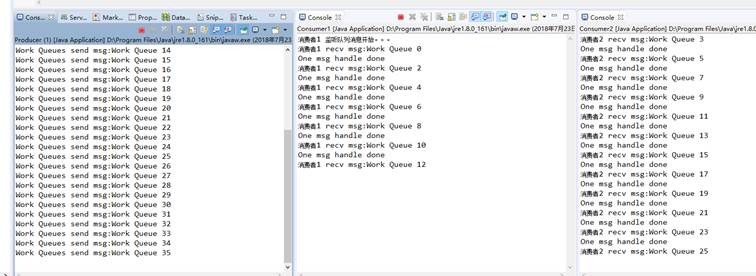 Cons...
Serv...
Mark...
Prop...
Data...
Snip...
Task...
Producer (1) [Java Application] D:\Program Files\Java\jre1.8.0_161\bin\javaw.exe (2018年7月23
Work Queues send msg:Work Queue 14
Work Queues send msg:Work Queue 15
Work Queues send msg:Work Queue 16
Work Queues send msg:Work Queue 17
Work Queues send msg:Work Queue 18
Work Queues send msg:Work Queue 19
Work Queues send msg:Work Queue 20
Work Queues send msg:Work Queue 21
Work Queues send msg:Work Queue 22
Work Queues send msg:Work Queue 23
Work Queues send msg:Work Queue 24
Work Queues send msg:Work Queue 25
Work Queues send msg:Work Queue 26
Work Queues send msg:Work Queue 27
Work Queues send msg:Work Queue 28
Work Queues send msg:Work Queue 29
Work Queues send msg:Work Queue 30
Work Queues send msg:Work Queue 31
Work Queues send msg:Work Queue 32
Work Queues send msg:Work Queue 33
Work Queues send msg:Work Queue 34
Work Queues send msg:Work Queue 35
Console
Consumer1 [Java Application] D:\Program Files\Java\jre1.8.0_161\bin\javaw.exe (2018年7月23日
消费者1 监听队列消息开始。。。
消费者1 recv msg:Work Queue 0
One msg handle done
消费者1 recv msg:Work Queue 2
One msg handle done
消费者1 recv msg:Work Queue 4
One msg handle done
消费者1 recv msg:Work Queue 6
One msg handle done
消费者1 recv msg:Work Queue 8
One msg handle done
消费者1 recv msg:Work Queue 10
One msg handle done
消费者1 recv msg:Work Queue 12
Console
Consumer2 [Java Application] D:\Program Files\Java\jre1.8
消费者2 recv msg:Work Queue 3
One msg handle done
消费者2 recv msg:Work Queue 5
One msg handle done
消费者2 recv msg:Work Queue 7
One msg handle done
消费者2 recv msg:Work Queue 9
One msg handle done
消费者2 recv msg:Work Queue 11
One msg handle done
消费者2 recv msg:Work Queue 13
One msg handle done
消费者2 recv msg:Work Queue 15
One msg handle done
消费者2 recv msg:Work Queue 17
One msg handle done
消费者2 recv msg:Work Queue 19
One msg handle done
消费者2 recv msg:Work Queue 21
One msg handle done
消费者2 recv msg:Work Queue 23
One msg handle done
消费者2 recv msg:Work Queue 25